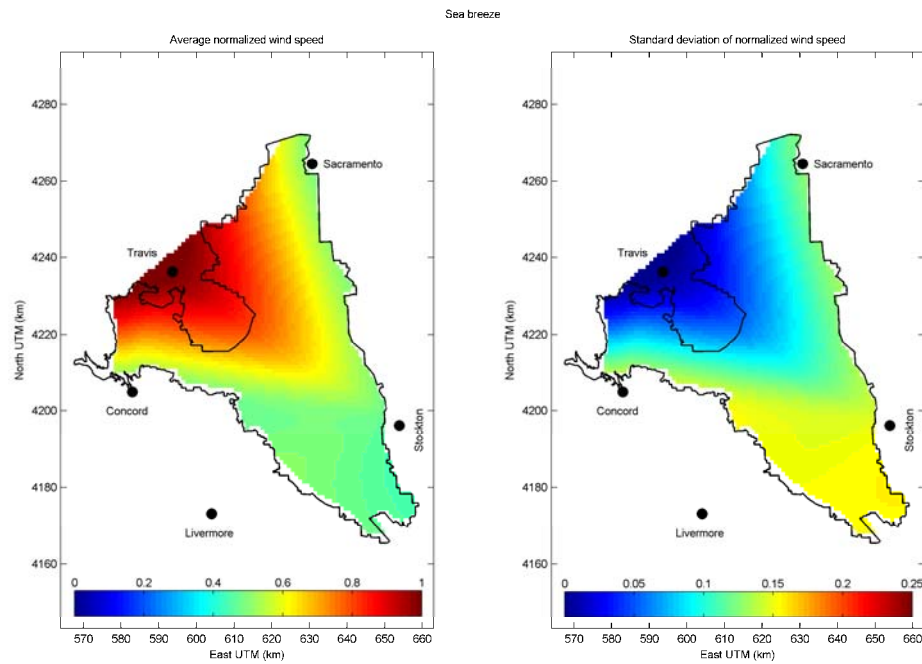 Sea breeze
Average normalized wind speed
Standard deviation of normalized wind speed
4280
4260
4240
4220
4200
4180
4160
North UTM (km)
Sacramento
Travis
Concord
Stockton
Livermore
0 0.2 0.4 0.6 0.8 1
570 580 590 600 610 620 630 640 650 660
East UTM (km)
4280
4260
4240
4220
4200
4180
4160
North UTM (km)
Sacramento
Travis
Concord
Stockton
Livermore
0 0.05 0.1 0.15 0.2 0.25
570 580 590 600 610 620 630 640 650 660
East UTM (km)